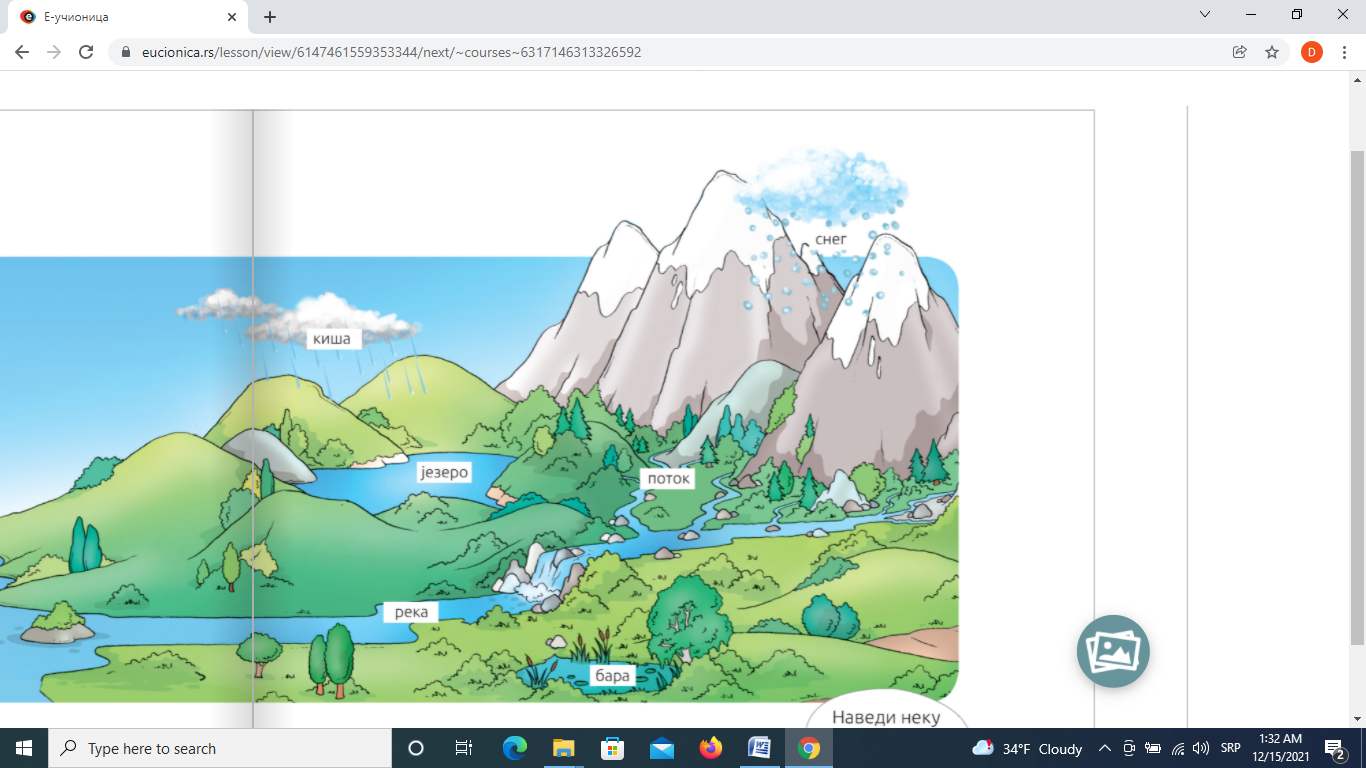 Е-учионица
eucionica.rs/lesson/view/6147461559353344/next/~courses~6317146313326592
снег
киша
језеро
поток
река
бара
Наведи неку
Type here to search
34°F Cloudy
SRP
1:32 AM
12/15/2021
2
D